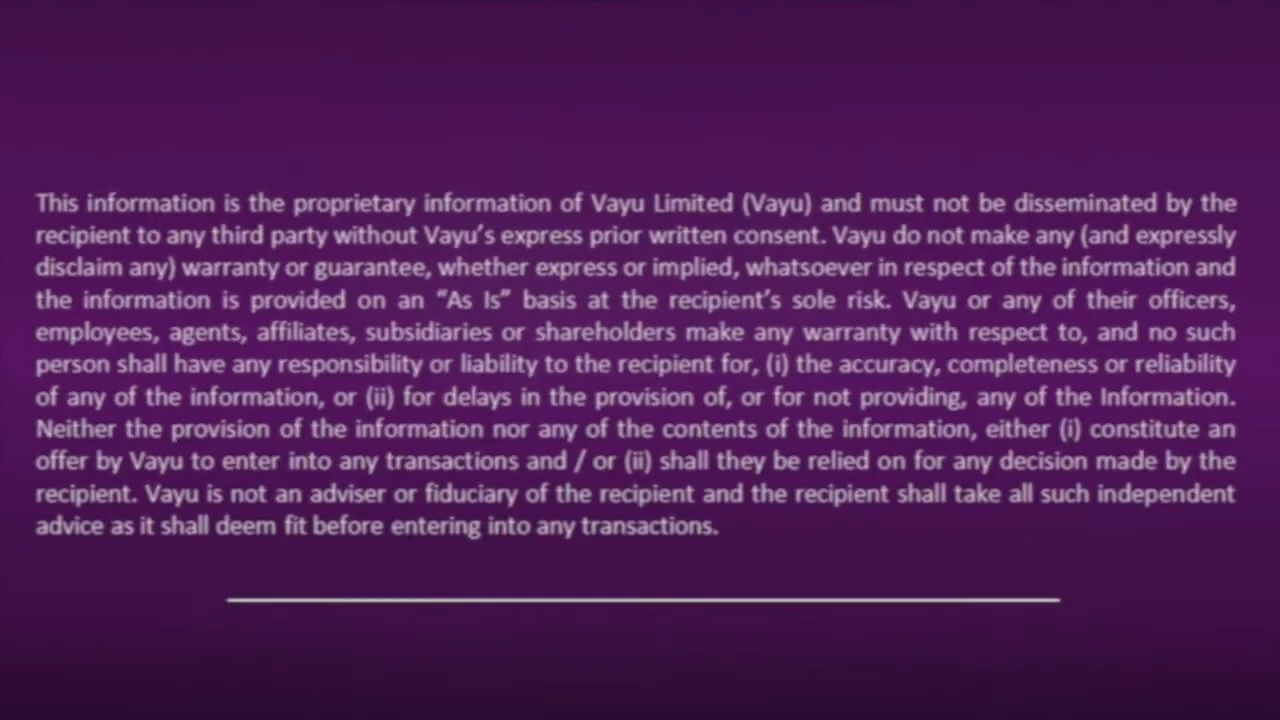 This information is the proprietary information of Vayu Limited (Vayu) and must not be disseminated by the
recipient to any third party without Vayu’s express prior written consent. Vayu do not make any (and expressly
disclaim any) warranty or guarantee, whether express or implied, whatsoever in respect of the information and
the information is provided on an “As Is” basis at the recipient’s sole risk. Vayu or any of their officers,
employees, agents, affiliates, subsidiaries or shareholders make any warranty with respect to, and no such
person shall have any responsibility or liability to the recipient for, (i) the accuracy, completeness or reliability
of any of the information, or (ii) for delays in the provision of, or for not providing, any of the Information.
Neither the provision of the information nor any of the contents of the information, either (i) constitute an
offer by Vayu to enter into any transactions and / or (ii) shall they be relied on for any decision made by the
recipient. Vayu is not an adviser or fiduciary of the recipient and the recipient shall take all such independent
advice as it shall deem fit before entering into any transactions.